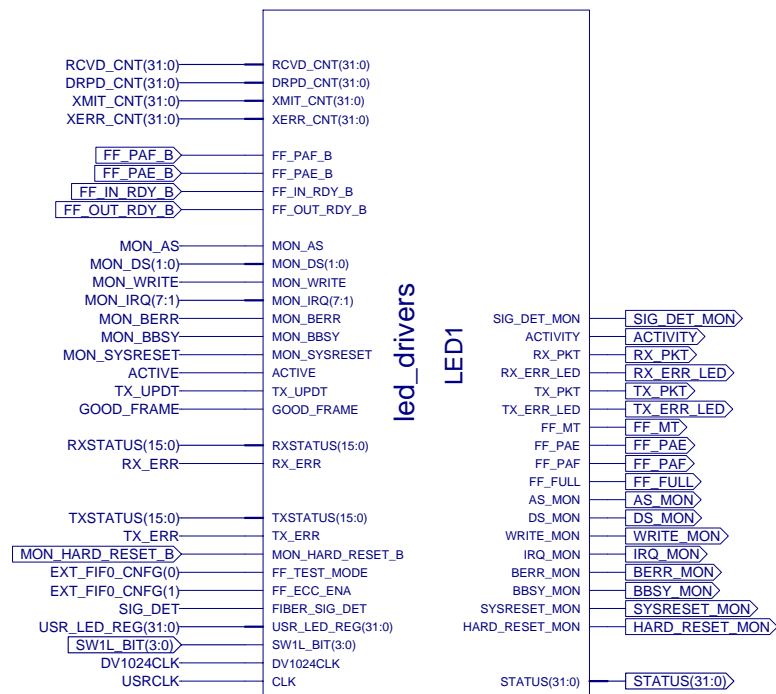 RCVD_CNT(31:0) RCVD_CNT(31:0)
DRPD_CNT(31:0) DRPD_CNT(31:0)
XMIT_CNT(31:0) XMIT_CNT(31:0)
XERR_CNT(31:0) XERR_CNT(31:0)
FF_PAF_B FF_PAF_B
FF_PAE_B FF_PAE_B
FF_IN_RDY_B FF_IN_RDY_B
FF_OUT_RDY_B FF_OUT_RDY_B
MON_AS MON_AS
MON_DS(1:0) MON_DS(1:0)
MON_WRITE MON_WRITE
MON_IRQ(7:1) MON_IRQ(7:1)
MON_BERR MON_BERR
MON_BBSY MON_BBSY
MON_SYSRESET MON_SYSRESET
ACTIVE ACTIVE
TX_UPDT TX_UPDT
GOOD_FRAME GOOD_FRAME
RXSTATUS(15:0) RXSTATUS(15:0)
RX_ERR RX_ERR
TXSTATUS(15:0) TXSTATUS(15:0)
TX_ERR TX_ERR
MON_HARD_RESET_B MON_HARD_RESET_B
EXT_FIF0_CNFG(0) FF_TEST_MODE
EXT_FIF0_CNFG(1) FF_ECC_ENA
SIG_DET FIBER_SIG_DET
USR_LED_REG(31:0) USR_LED_REG(31:0)
SW1L_BIT(3:0) SW1L_BIT(3:0)
DV1024CLK DV1024CLK
USRCLK CLK
led_drivers
LED1
SIG_DET_MON SIG_DET_MON
ACTIVITY ACTIVITY
RX_PKT RX_PKT
RX_ERR_LED RX_ERR_LED
TX_PKT TX_PKT
TX_ERR_LED TX_ERR_LED
FF_MT FF_MT
FF_PAE FF_PAE
FF_PAF FF_PAF
FF_FULL FF_FULL
AS_MON AS_MON
DS_MON DS_MON
WRITE_MON WRITE_MON
IRQ_MON IRQ_MON
BERR_MON BERR_MON
BBSY_MON BBSY_MON
SYSRESET_MON SYSRESET_MON
HARD_RESET_MON HARD_RESET_MON
STATUS(31:0) STATUS(31:0)